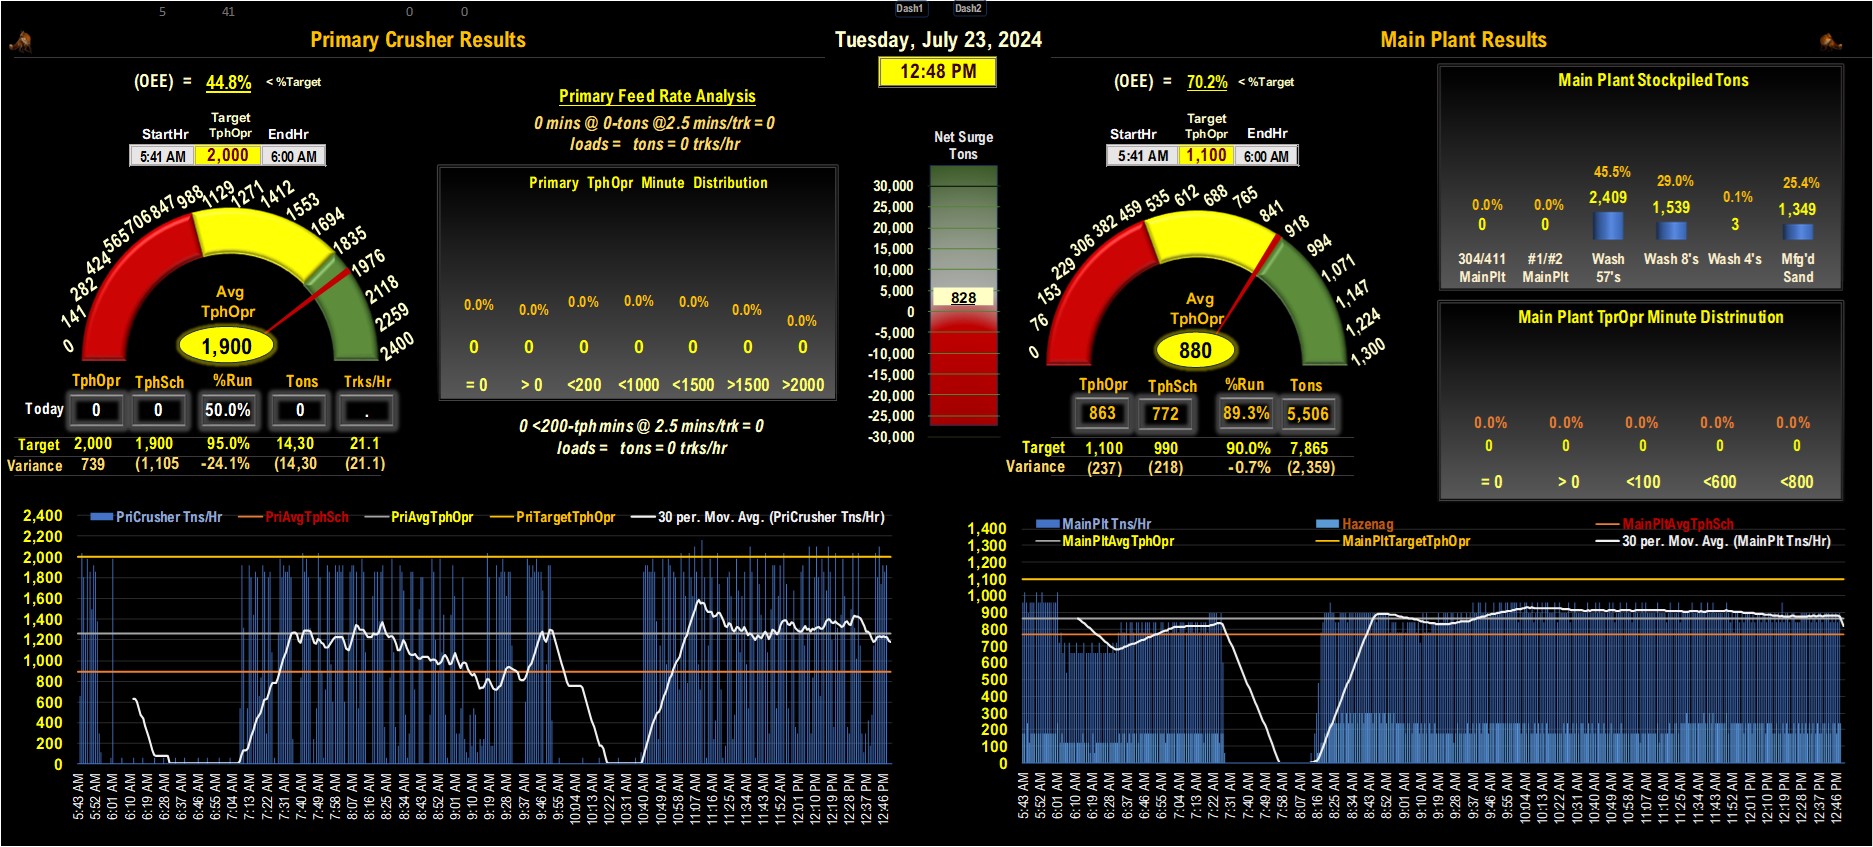 5 41 0 0 Dash1 Dash2
Primary Crusher Results
Tuesday, July 23, 2024
Main Plant Results
12:48 PM
(OEE) = 44.8% < %Target
Target
StartHr TphOpr EndHr
5:41 AM 2,000 6:00 AM
0 141 282 424 565 706 847 988 1129 1271 1412 1553 1694 1835 1976 2118 2259 2400
Avg
TphOpr
1,900
TphOpr TphSch %Run Tons Trks/Hr
Today 0 0 50.0% 0 .
Target 2,000 1,900 95.0% 14,30 21.1
Variance 739 (1,105 -24.1% (14,30 (21.1)
Primary Feed Rate Analysis
0 mins @ 0-tons @2.5 mins/trk = 0
loads = tons = 0 trks/hr
Primary TphOpr Minute Distribution
0.0% 0.0% 0.0% 0.0% 0.0% 0.0% 0.0%
0 0 0 0 0 0 0
= 0 > 0 <200 <1000 <1500 >1500 >2000
0 <200-tph mins @ 2.5 mins/trk = 0
loads = tons = 0 trks/hr
Net Surge
Tons
30,000
25,000
20,000
15,000
10,000
5,000
828
0
-5,000
-10,000
-15,000
-20,000
-25,000
-30,000
(OEE) = 70.2% < %Target
Target
StartHr TphOpr EndHr
5:41 AM 1,100 6:00 AM
0 76 153 229 306 382 459 535 612 688 765 841 918 994 1,071 1,147 1,224 1,300
Avg
TphOpr
880
TphOpr TphSch %Run Tons
863 772 89.3% 5,506
Target 1,100 990 90.0% 7,865
Variance (237) (218) -0.7% (2,359)
Main Plant Stockpiled Tons
0.0% 0.0% 45.5% 29.0% 0.1% 25.4%
0 0 2,409 1,539 3 1,349
304/411 #1/#2 Wash Wash 8's Wash 4's Mfg'd
MainPlt MainPlt 57's Sand
Main Plant TprOpr Minute Distrinution
0.0% 0.0% 0.0% 0.0% 0.0%
0 0 0 0 0
= 0 > 0 <100 <600 <800
PriCrusher Tns/Hr PriAvgTphSch PriAvgTphOpr PriTargetTphOpr 30 per. Mov. Avg. (PriCrusher Tns/Hr)
2,400
2,200
2,000
1,800
1,600
1,400
1,200
1,000
800
600
400
200
0
5:43 AM 5:52 AM 6:01 AM 6:10 AM 6:19 AM 6:28 AM 6:37 AM 6:46 AM 6:55 AM 7:04 AM 7:13 AM 7:22 AM 7:31 AM 7:40 AM 7:49 AM 7:58 AM 8:07 AM 8:16 AM 8:25 AM 8:34 AM 8:43 AM 8:52 AM 9:01 AM 9:10 AM 9:19 AM 9:28 AM 9:37 AM 9:46 AM 9:55 AM 10:04 AM 10:13 AM 10:22 AM 10:31 AM 10:40 AM 10:49 AM 10:58 AM 11:07 AM 11:16 AM 11:25 AM 11:34 AM 11:43 AM 11:52 AM 12:01 PM 12:10 PM 12:19 PM 12:28 PM 12:37 PM 12:46 PM
MainPlt Tns/Hr Hazenag MainPltAvgTphSch
MainPltAvgTphOpr MainPltTargetTphOpr 30 per. Mov. Avg. (MainPlt Tns/Hr)
1,400
1,300
1,200
1,100
1,000
900
800
700
600
500
400
300
200
100
0
5:43 AM 5:52 AM 6:01 AM 6:10 AM 6:19 AM 6:28 AM 6:37 AM 6:46 AM 6:55 AM 7:04 AM 7:13 AM 7:22 AM 7:31 AM 7:40 AM 7:49 AM 7:58 AM 8:07 AM 8:16 AM 8:25 AM 8:34 AM 8:43 AM 8:52 AM 9:01 AM 9:10 AM 9:19 AM 9:28 AM 9:37 AM 9:46 AM 9:55 AM 10:04 AM 10:13 AM 10:22 AM 10:31 AM 10:40 AM 10:49 AM 10:58 AM 11:07 AM 11:16 AM 11:25 AM 11:34 AM 11:43 AM 11:52 AM 12:01 PM 12:10 PM 12:19 PM 12:28 PM 12:37 PM 12:46 PM